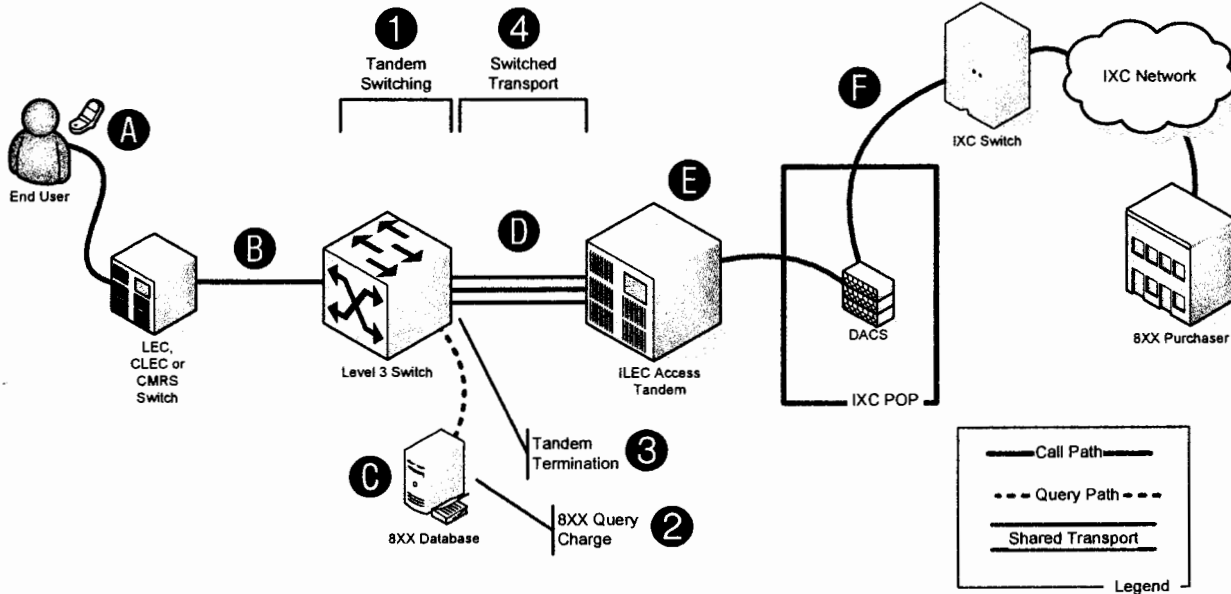 1
Tandem
Switching
4
Switched
Transport
A
End User
B
LEC,
CLEC or
CMRS
Switch
Level 3 Switch
D
E
iLEC Access
Tandem
F
IXC Switch
IXC Network
DACS
IXC POP
8XX Purchaser
C
8XX Database
Tandem
Termination
3
8XX Query
Charge
2
Call Path
Query Path
Shared Transport
Legend